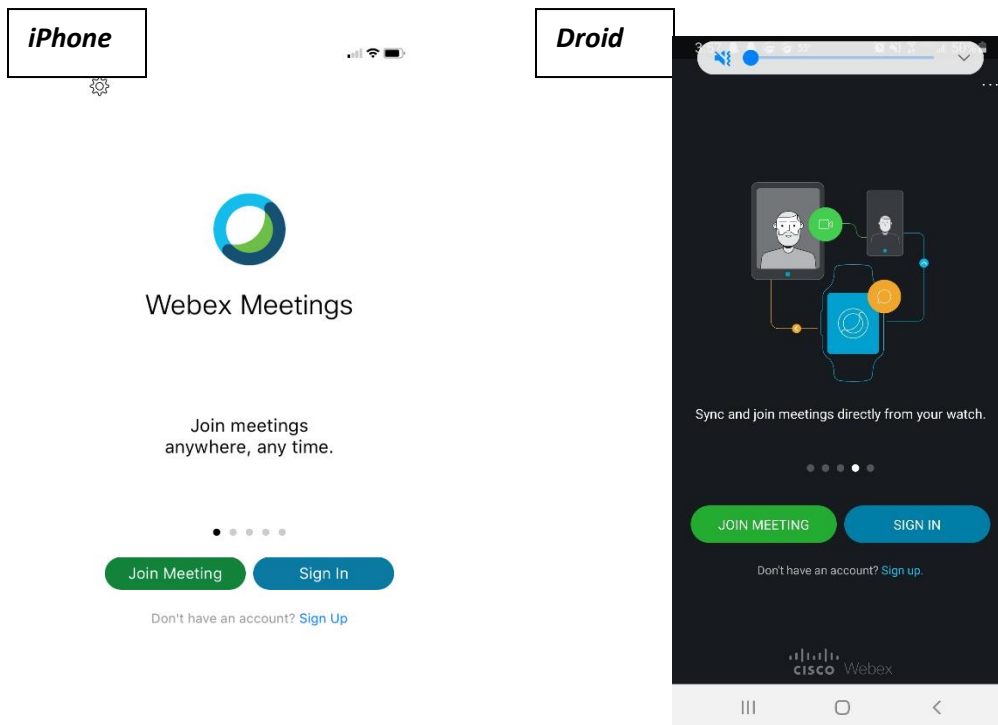 iPhone
Webex Meetings
Join meetings
anywhere, any time.
Join Meeting
Sign In
Don't have an account? Sign Up
Droid
Sync and join meetings directly from your watch.
JOIN MEETING
SIGN IN
Don't have an account? Sign up.
CISCO Webex